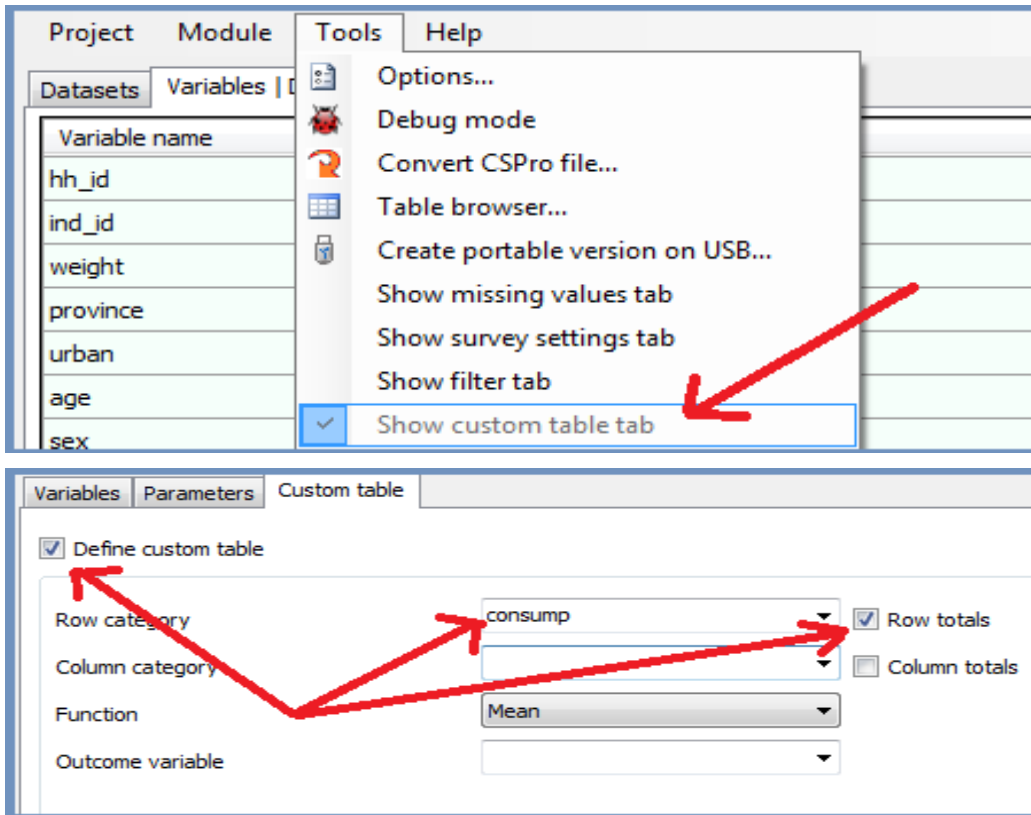 Project Module Tools Help
Datasets Variables | D
Options...
Variable name
Debug mode
hh_id
Convert CSPro file...
ind_id
Table browser...
weight
Create portable version on USB...
province
Show missing values tab
urban
Show survey settings tab
age
Show filter tab
sex
Show custom table tab
Variables Parameters Custom table
Define custom table
Row category consump Row totals
Column category Column totals
Function Mean
Outcome variable